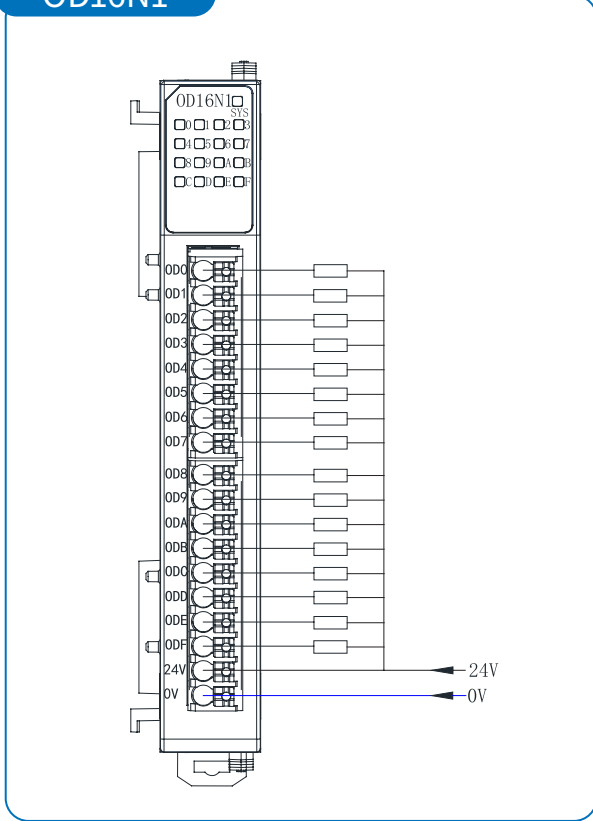 OD16N1
OD16N1
SYS
0 1 2 3
4 5 6 7
8 9 A B
C D E F
OD0
OD1
OD2
OD3
OD4
OD5
OD6
OD7
OD8
OD9
ODA
ODB
ODC
ODD
ODE
ODF
24V 24V
0V 0V